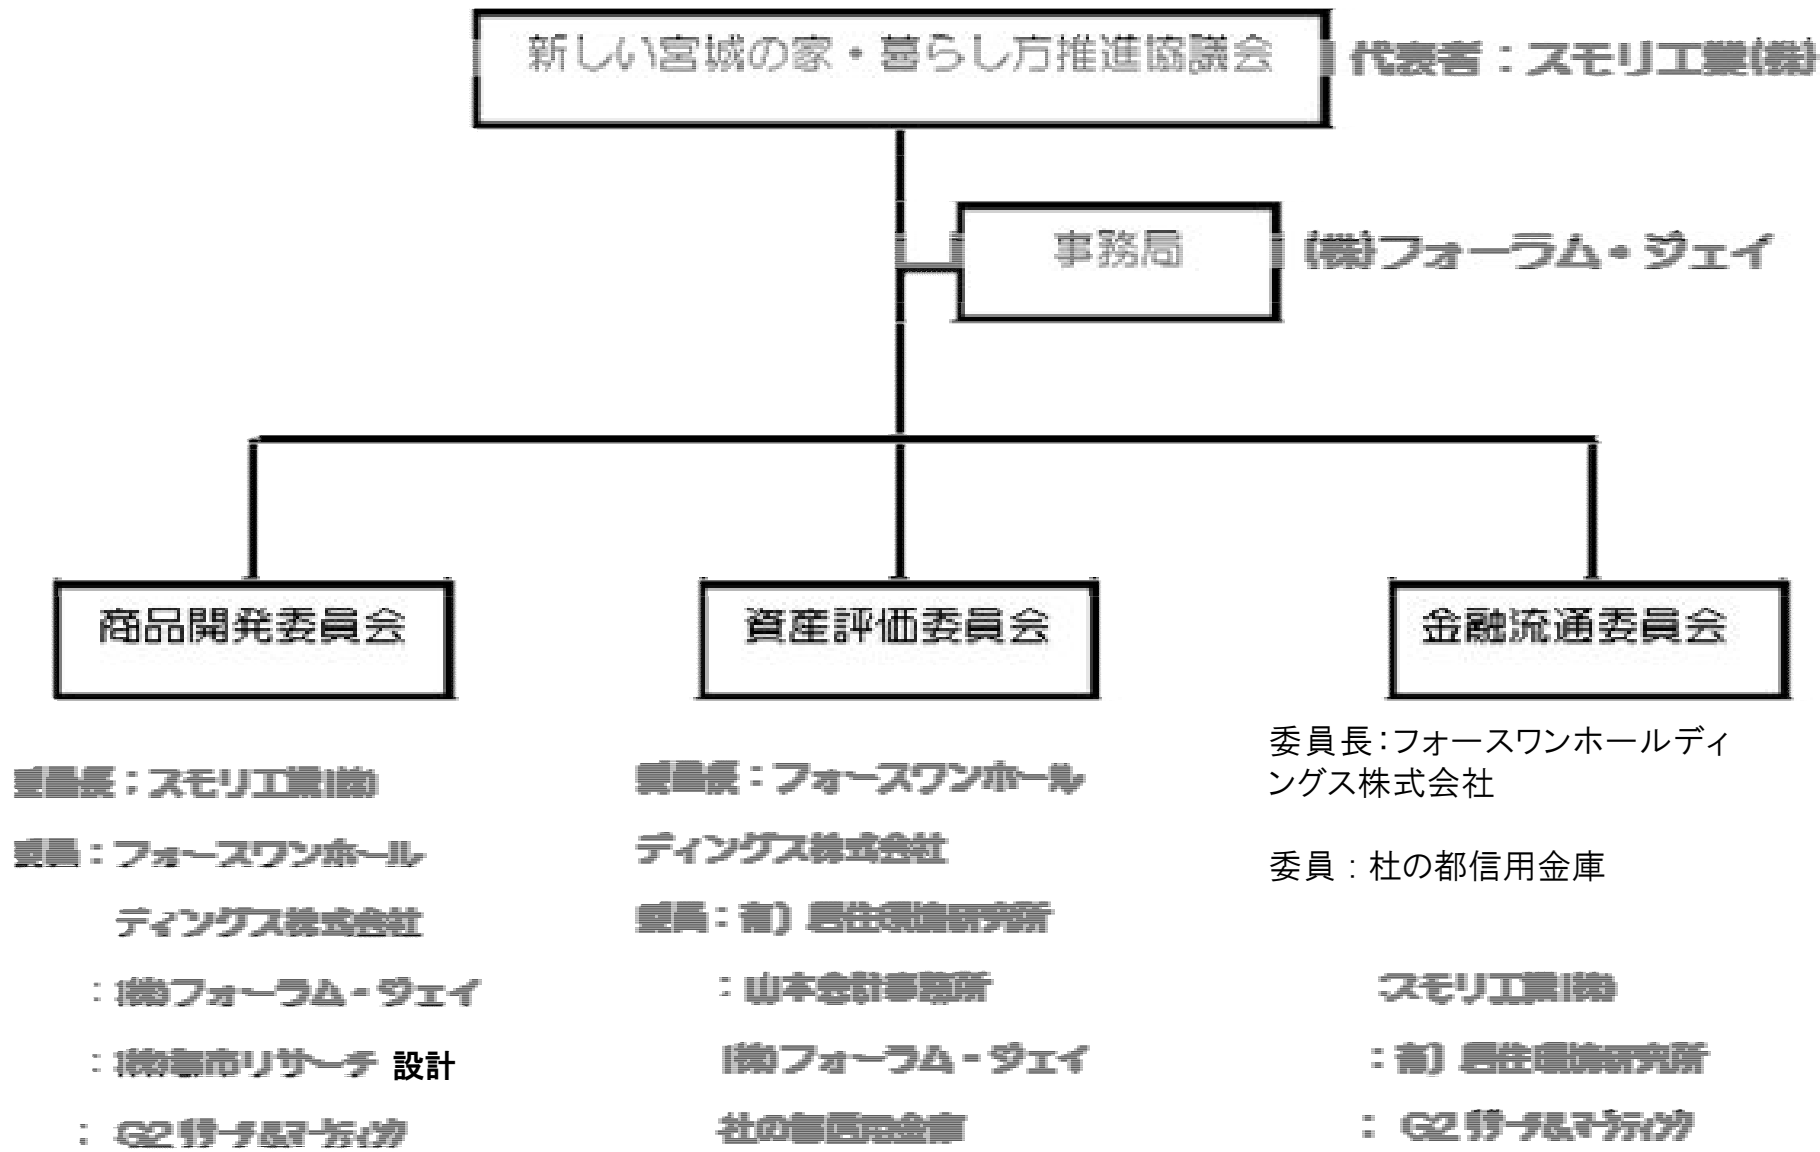 新しい宮城の家・暮らし方推進協議会
代表者：スモリ工業(株)
事務局
(株)フォーラム・ジェイ
商品開発委員会
委員長：スモリ工業(株)
委員：フォースワンホール
ディングス株式会社
：(株)フォーラム・ジェイ
：(株)都市リサーチ 設計
： G2 ﾘｻｰﾁ&ﾏｰｹﾃｨﾝｸﾞ
資産評価委員会
委員長：フォースワンホール
ディングス株式会社
委員：有）居住環境研究所
：山本会計事務所
(株)フォーラム・ジェイ
杜の都信用金庫
金融流通委員会
委員長：フォースワンホールディ
ングス株式会社
委員：杜の都信用金庫
:スモリ工業(株)
：有）居住環境研究所
： G2 ﾘｻｰﾁ&ﾏｰｹﾃｨﾝｸﾞ